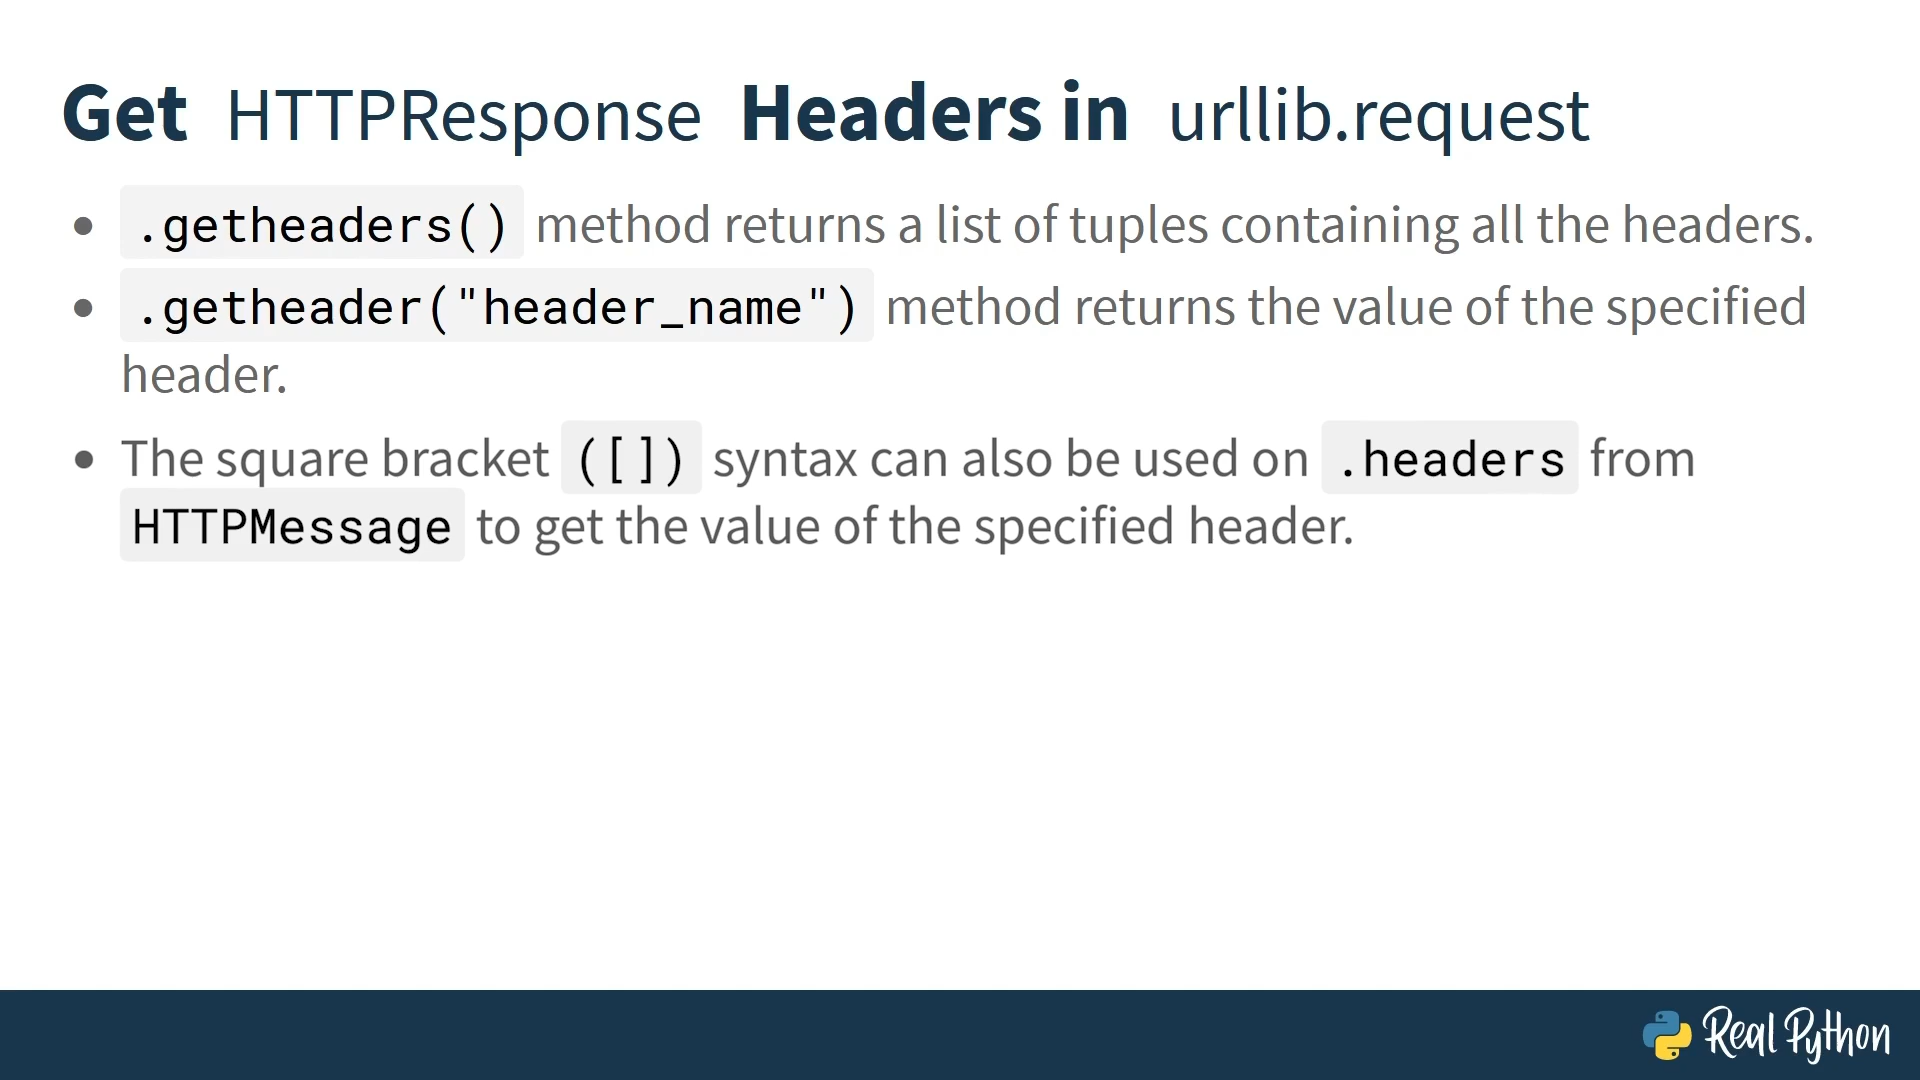 Get HTTPResponse Headers in urllib.request
• .getheaders() method returns a list of tuples containing all the headers.
• .getheader("header_name") method returns the value of the specified
header.
• The square bracket ([]) syntax can also be used on .headers from
HTTPMessage to get the value of the specified header.
Real Python